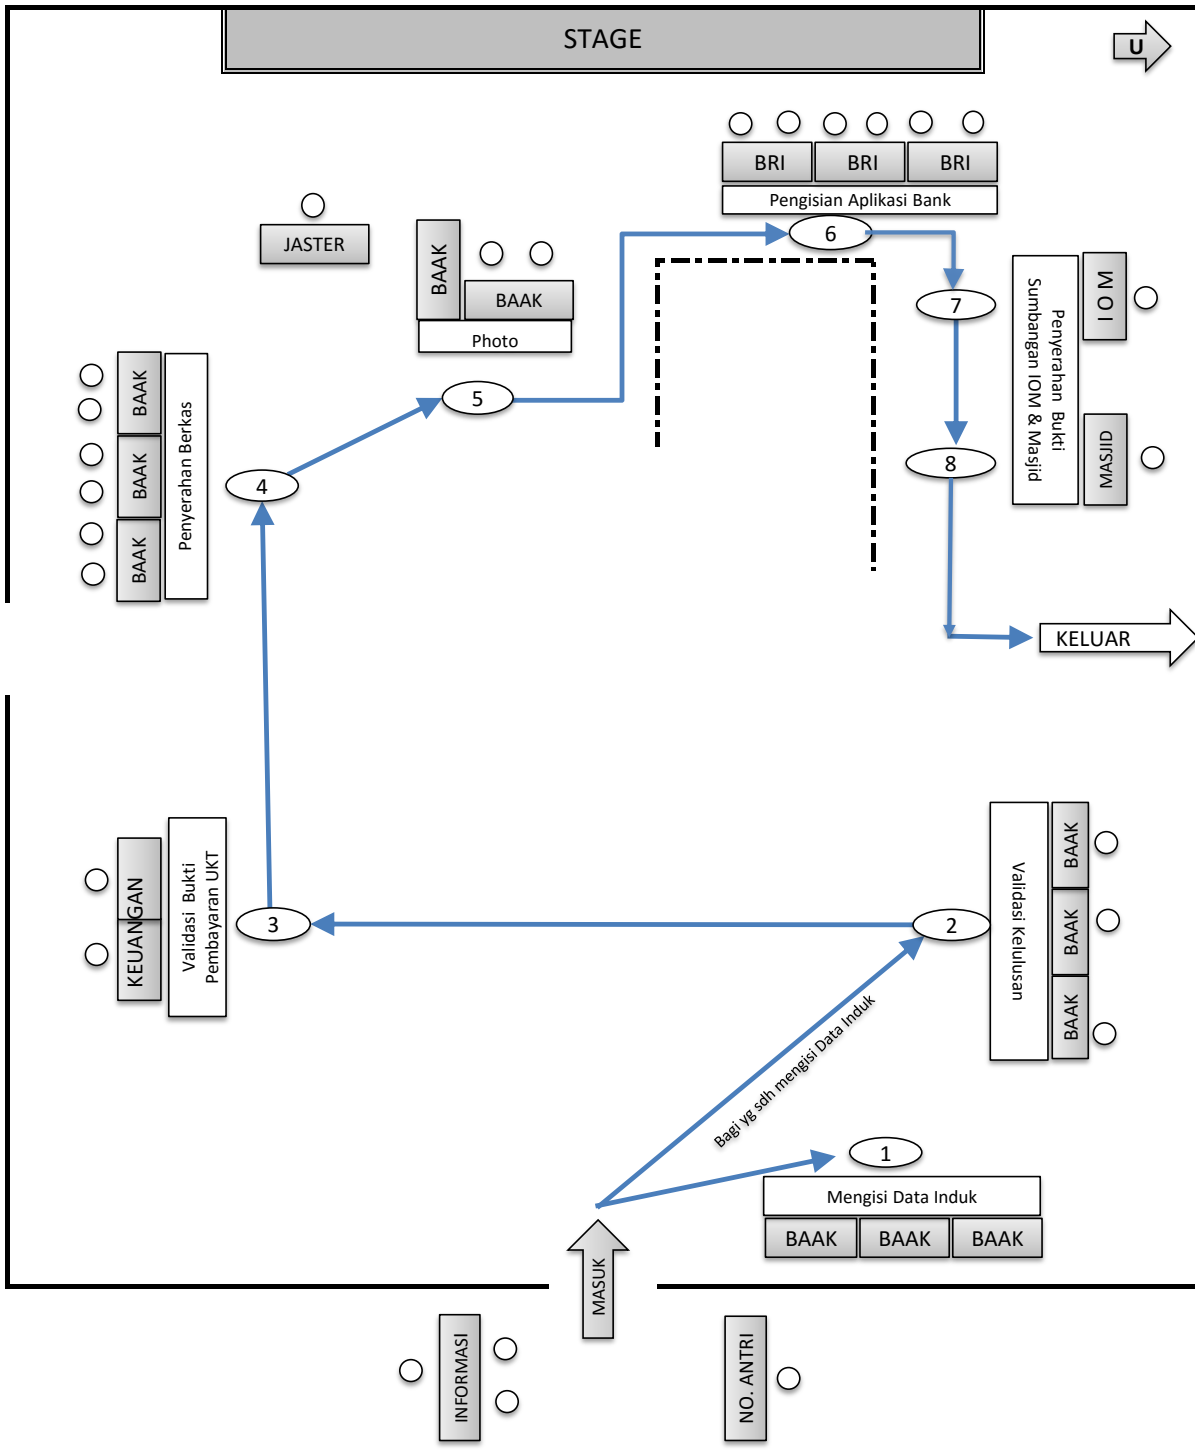 STAGE
U
BRI
BRI
BRI
Pengisian Aplikasi Bank
6
JASTER
BAAK
BAAK
Photo
5
7
Penyerahan Bukti
Sumbangan IOM & Masjid
I O M
MASJID
8
BAAK
BAAK
BAAK
Penyerahan Berkas
4
KELUAR
KEUANGAN
Validasi Bukti
Pembayaran UKT
3
2
Validasi Kelulusan
BAAK
BAAK
BAAK
Bagi yg sdh mengisi Data Induk
1
Mengisi Data Induk
BAAK
BAAK
BAAK
MASUK
INFORMASI
NO. ANTRI